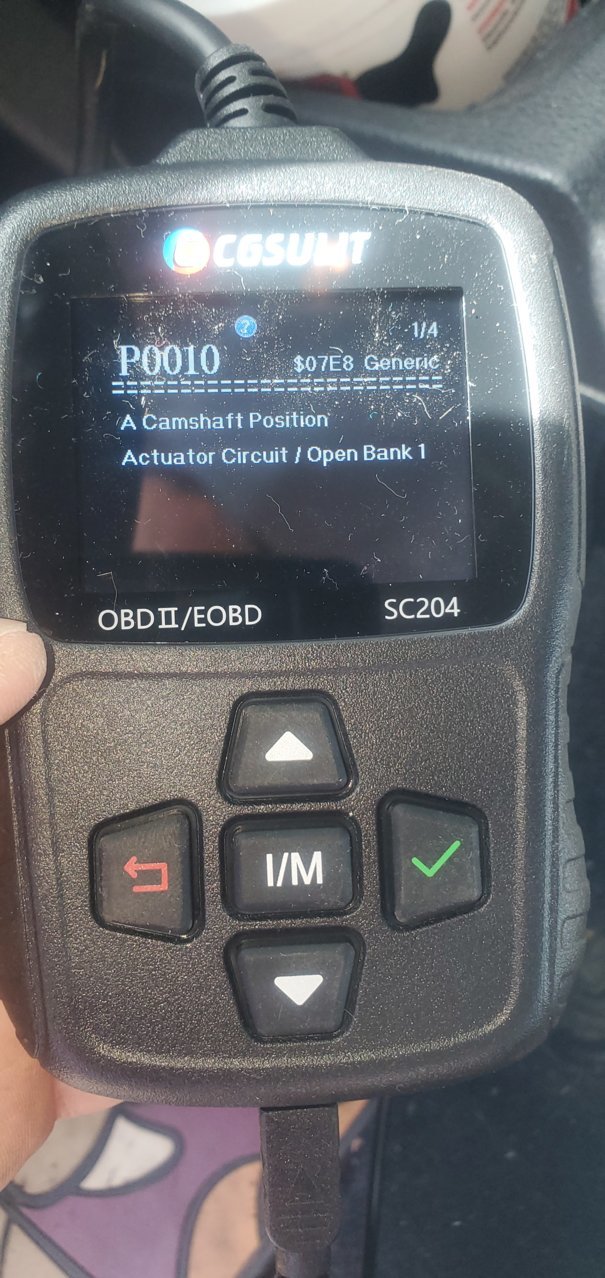 CGSULIT
? 1/4
P0010 $07E8 Generic
================================
A Camshaft Position
Actuator Circuit / Open Bank 1
OBDII/EOBD SC204
I/M